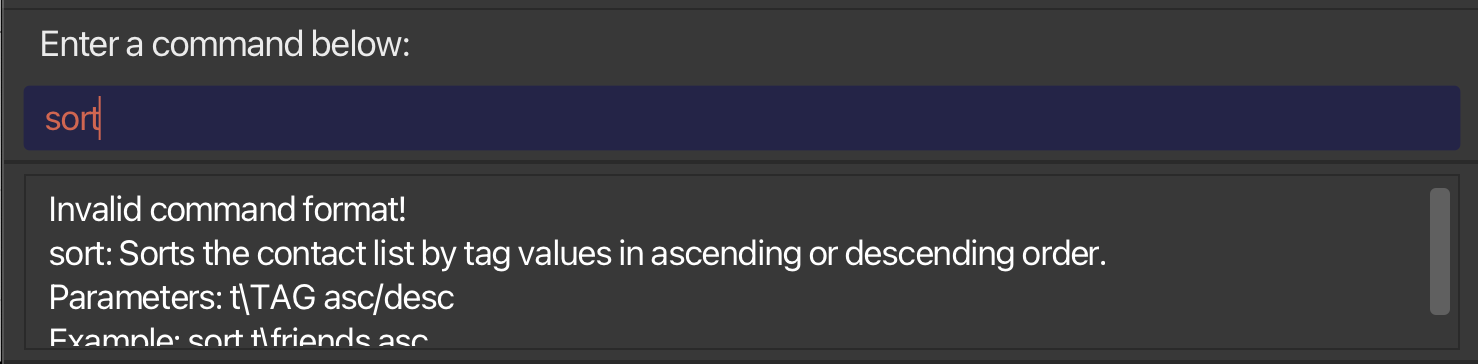 Enter a command below:
sort
Invalid command format!
sort: Sorts the contact list by tag values in ascending or descending order.
Parameters: t\TAG asc/desc
Example: sort t\friends asc